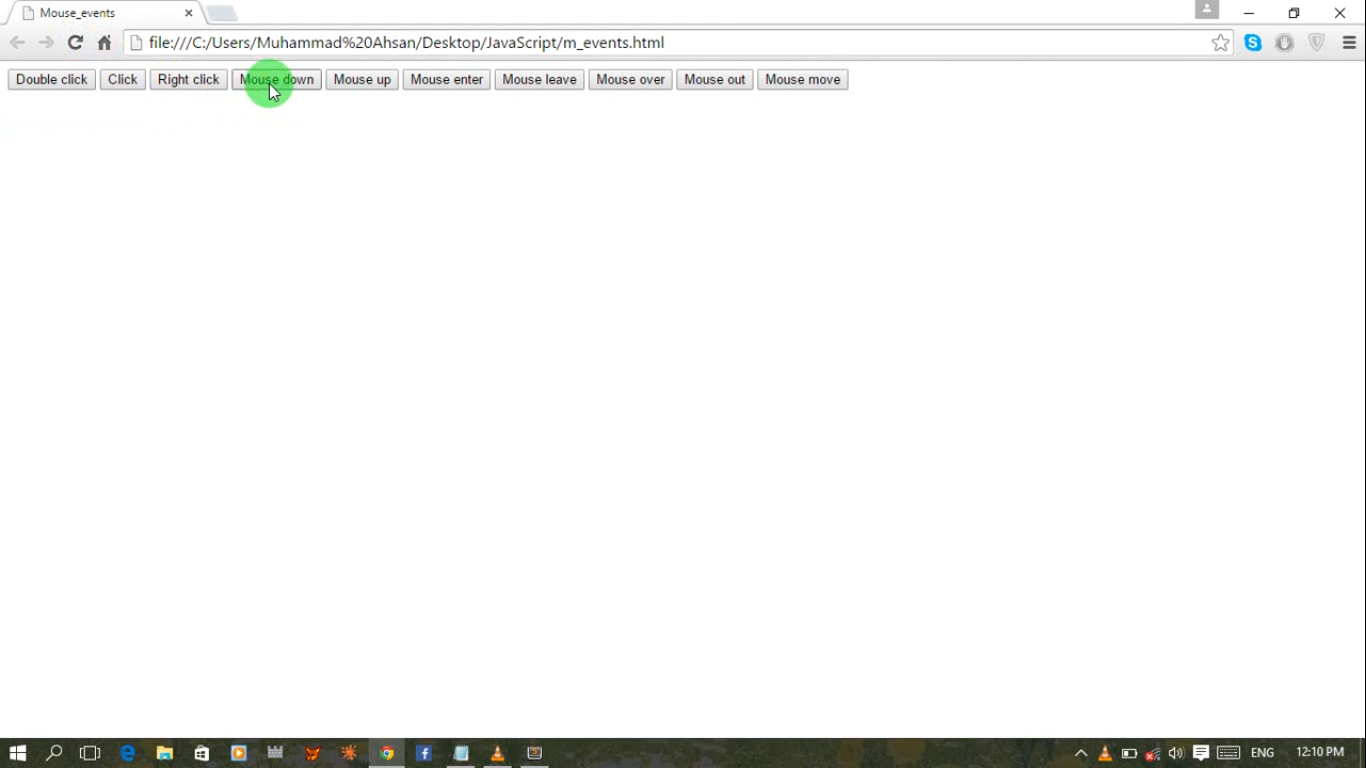 Mouse_events
file:///C:/Users/Muhammad%20Ahsan/Desktop/JavaScript/m_events.html
Double click Click Right click Mouse down Mouse up Mouse enter Mouse leave Mouse over Mouse out Mouse move
ENG 12:10 PM